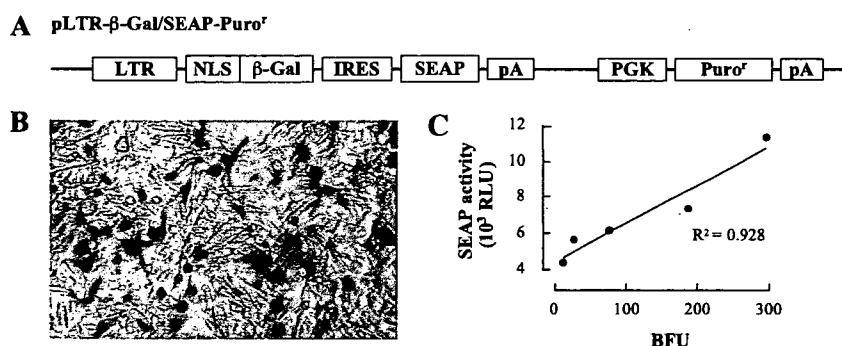 A pLTR-β-Gal/SEAP-Puroʳ
LTR NLS β-Gal IRES SEAP pA PGK Puroʳ pA
B
C
SEAP activity
(10³ RLU)
12
10
8
6
4
R² = 0.928
0 100 200 300
BFU